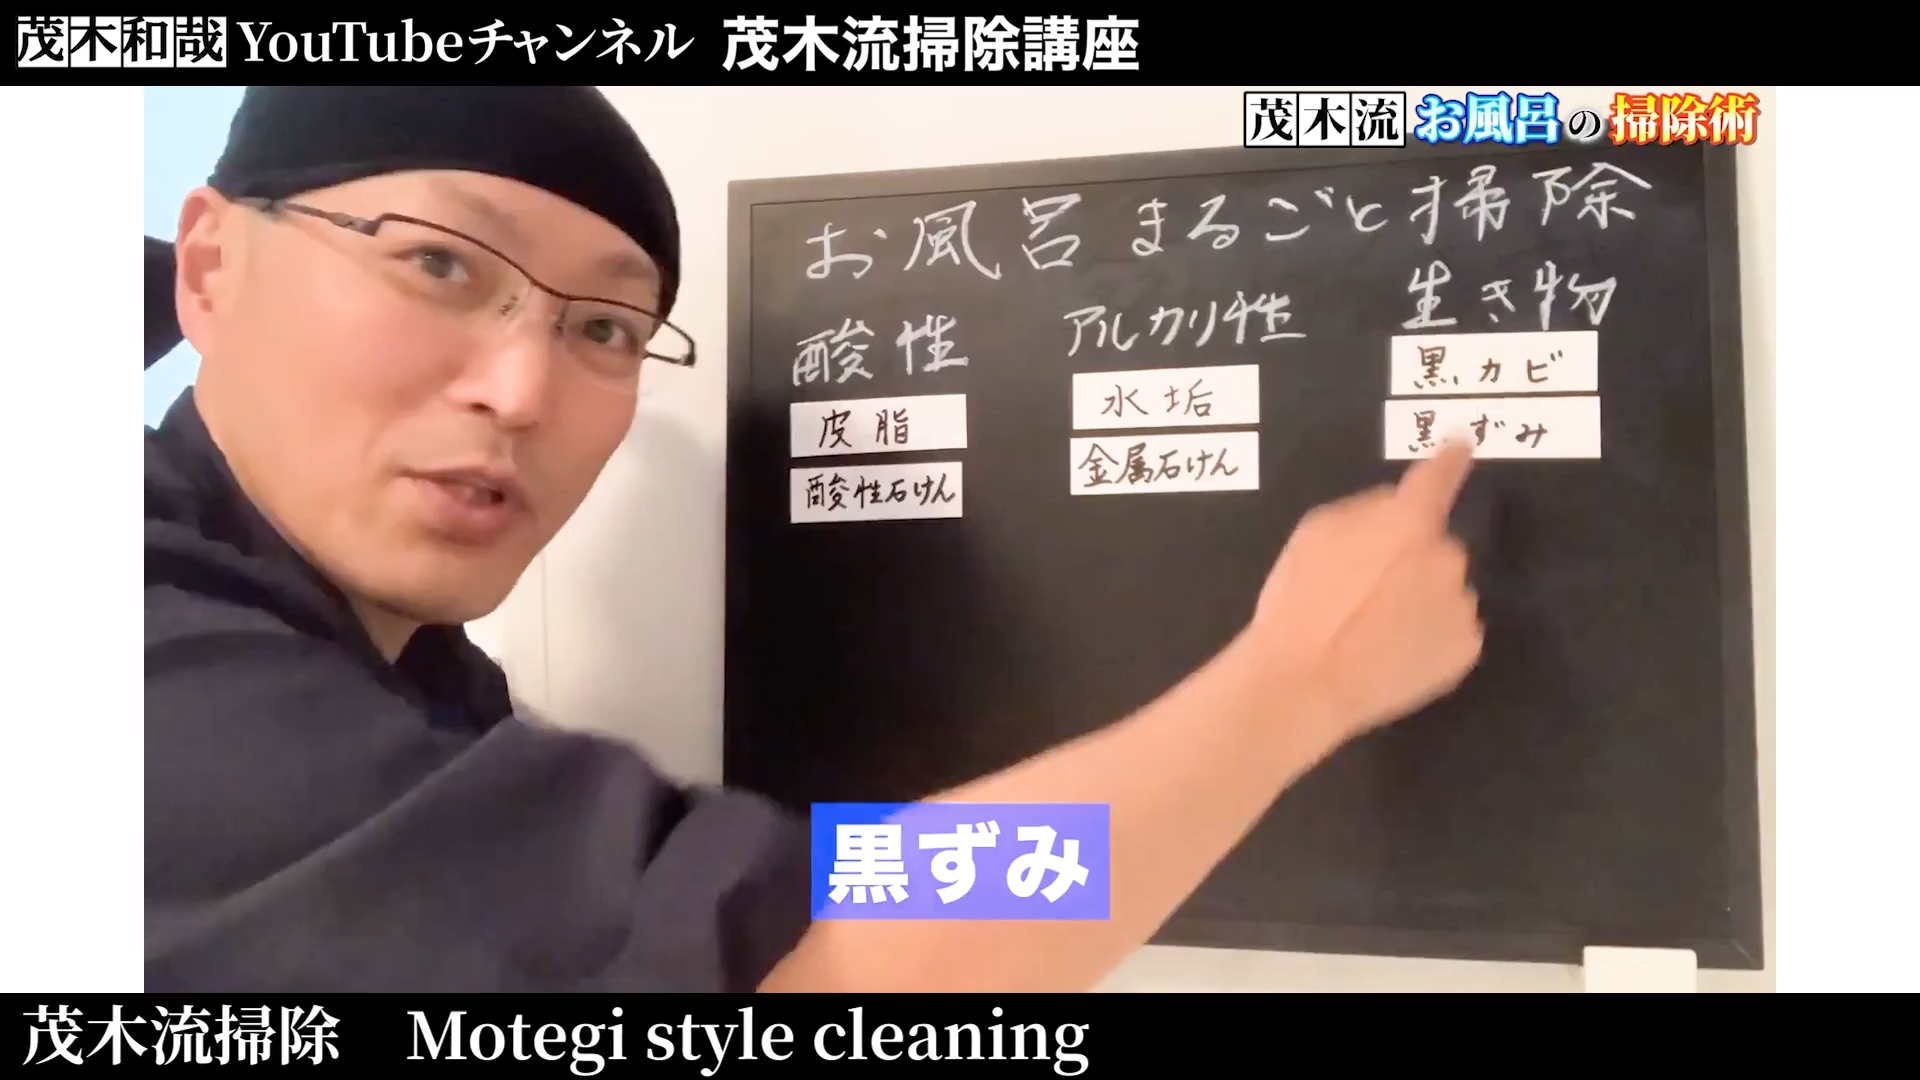 茂木和哉 YouTubeチャンネル 茂木流掃除講座
茂木流 お風呂の掃除術
お風呂まるごと掃除
酸性
皮脂
酸性石けん
アルカリ性
水垢
金属石けん
生き物
黒カビ
黒ずみ
黒ずみ
茂木流掃除 Motegi style cleaning